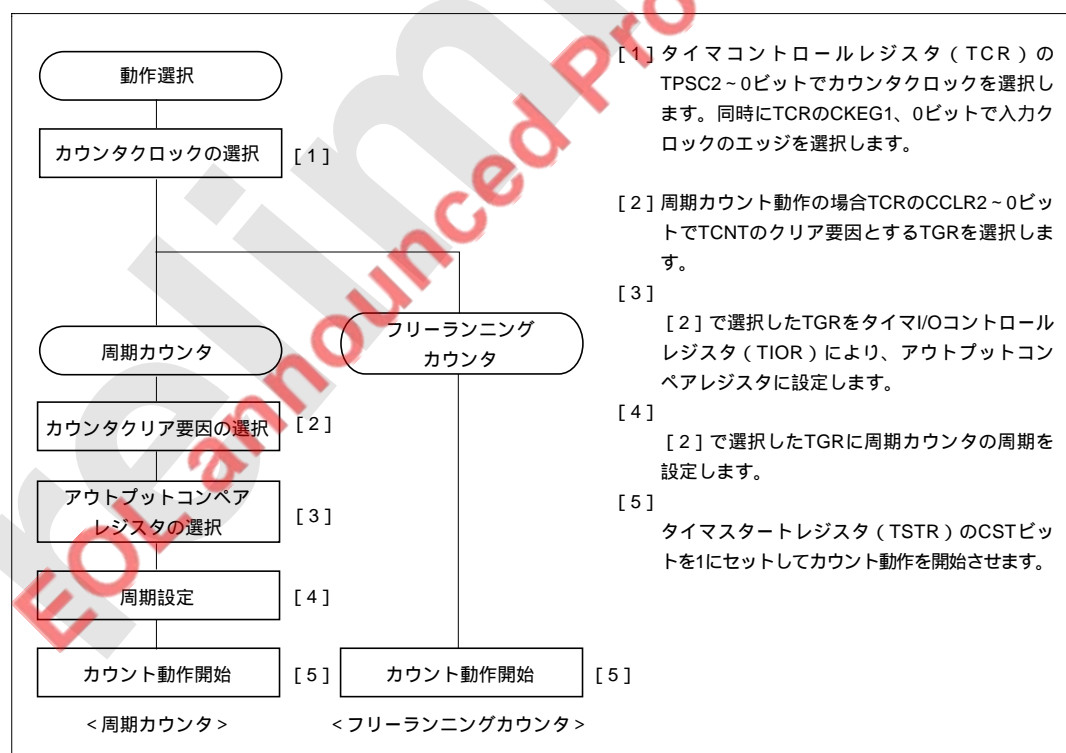 動作選択
カウンタクロックの選択
[1]
周期カウンタ
フリーランニング
カウンタ
カウンタクリア要因の選択
[2]
アウトプットコンペア
レジスタの選択
[3]
周期設定
[4]
カウント動作開始
[5]
カウント動作開始
[5]
<周期カウンタ>
<フリーランニングカウンタ>
[1]タイマコントロールレジスタ(TCR)の
TPSC2~0ビットでカウンタクロックを選択し
ます。同時にTCRのCKEG1、0ビットで入力ク
ロックのエッジを選択します。
[2]周期カウント動作の場合TCRのCCLR2~0ビッ
トでTCNTのクリア要因とするTGRを選択しま
す。
[3]
[2]で選択したTGRをタイマI/Oコントロール
レジスタ(TIOR)により、アウトプットコン
ペアレジスタに設定します。
[4]
[2]で選択したTGRに周期カウンタの周期を
設定します。
[5]
タイマスタートレジスタ(TSTR)のCSTビッ
トを1にセットしてカウント動作を開始させます。
EOL announced Pro
relim